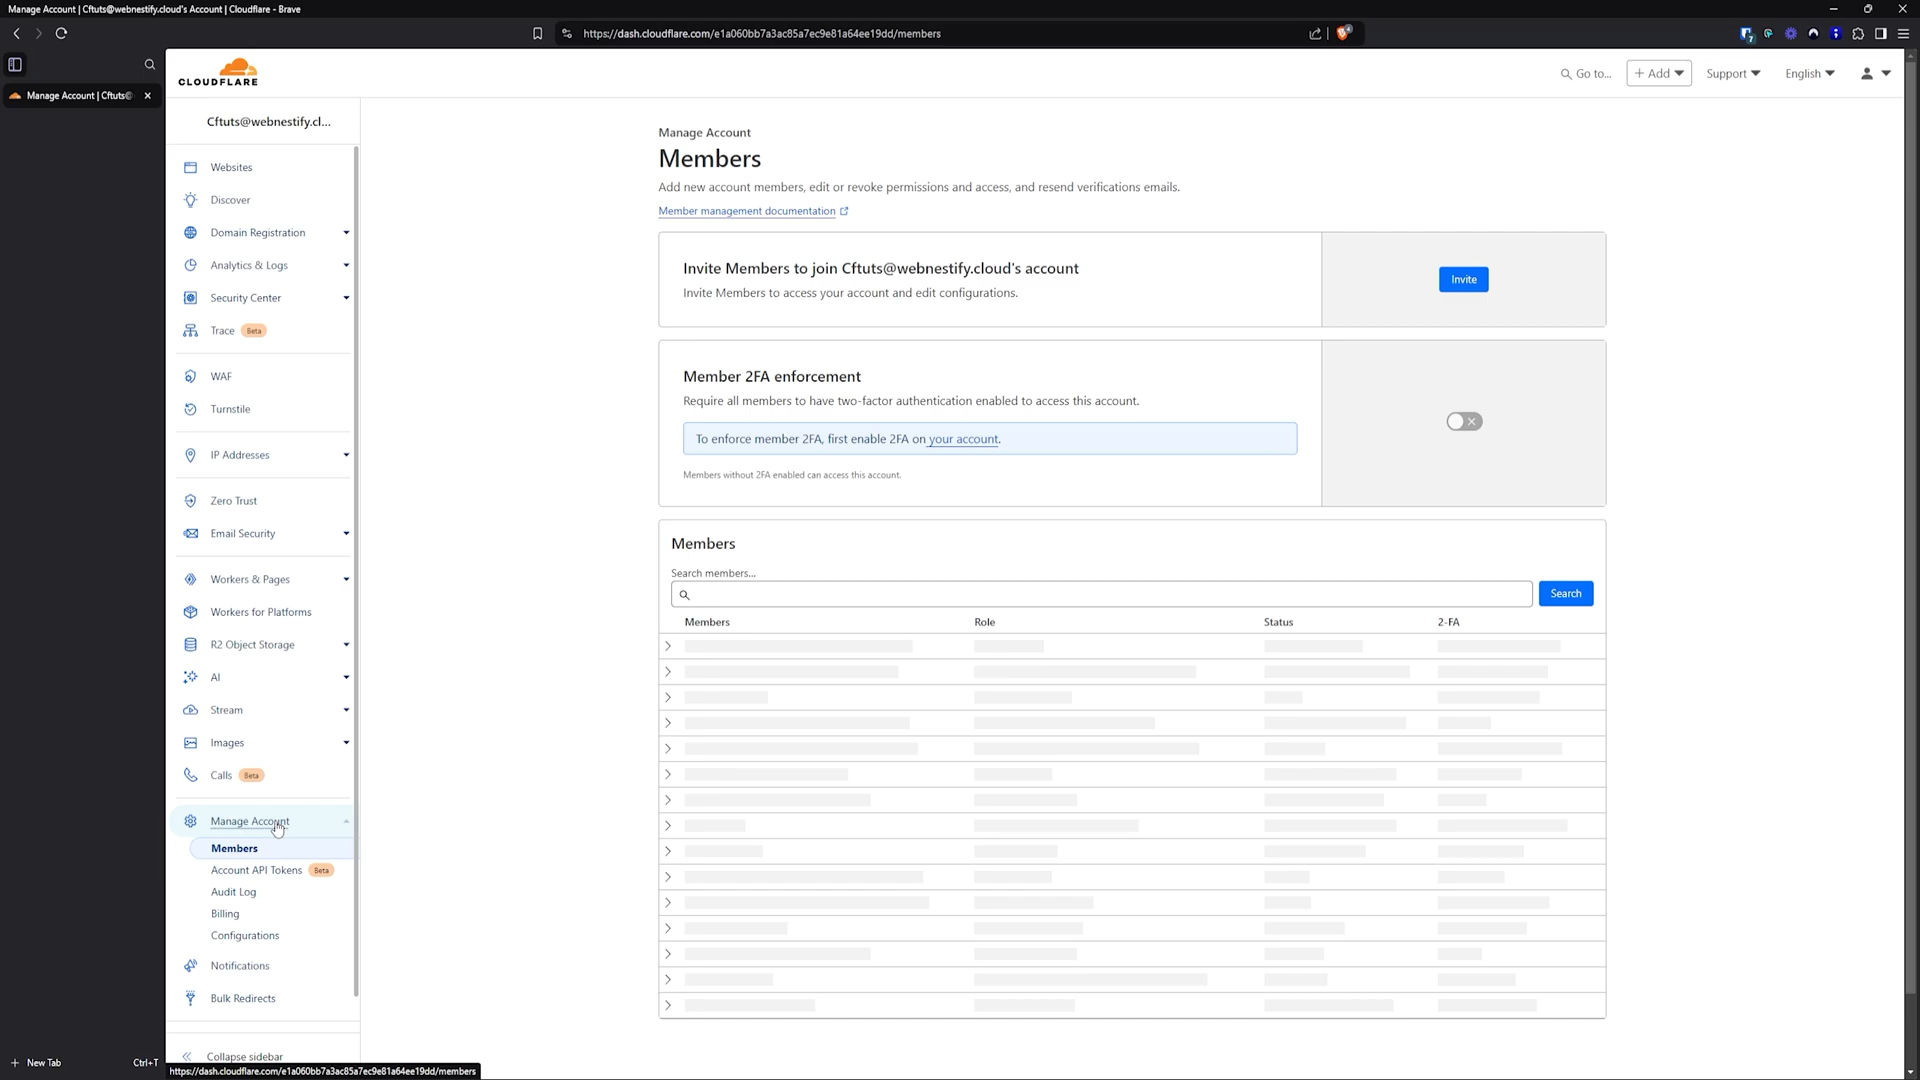 Manage Account | Cftuts@webnestify.cloud's Account | Cloudflare - Brave
https://dash.cloudflare.com/e1a060bb7a3ac85a7ec9e81a64ee19dd/members
Manage Account | Cftuts@
CLOUDFLARE
Go to...
+ Add
Support
English
Cftuts@webnestify.cl...
Websites
Discover
Domain Registration
Analytics & Logs
Security Center
Trace Beta
WAF
Turnstile
IP Addresses
Zero Trust
Email Security
Workers & Pages
Workers for Platforms
R2 Object Storage
AI
Stream
Images
Calls Beta
Manage Account
Members
Account API Tokens Beta
Audit Log
Billing
Configurations
Notifications
Bulk Redirects
Collapse sidebar
Manage Account
Members
Add new account members, edit or revoke permissions and access, and resend verifications emails.
Member management documentation
Invite Members to join Cftuts@webnestify.cloud's account
Invite Members to access your account and edit configurations.
Invite
Member 2FA enforcement
Require all members to have two-factor authentication enabled to access this account.
To enforce member 2FA, first enable 2FA on your account.
Members without 2FA enabled can access this account.
Members
Search members...
Search
Members Role Status 2-FA
+ New Tab Ctrl+T
https://dash.cloudflare.com/e1a060bb7a3ac85a7ec9e81a64ee19dd/members